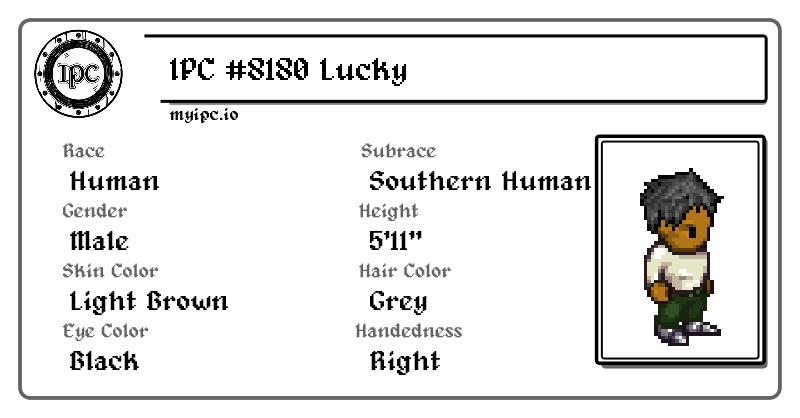 IPC
IPC #8180 Lucky
myipc.io
Race
Subrace
Human
Southern Human
Gender
Height
Male
5'11"
Skin Color
Hair Color
Light Brown
Grey
Eye Color
Handedness
Black
Right